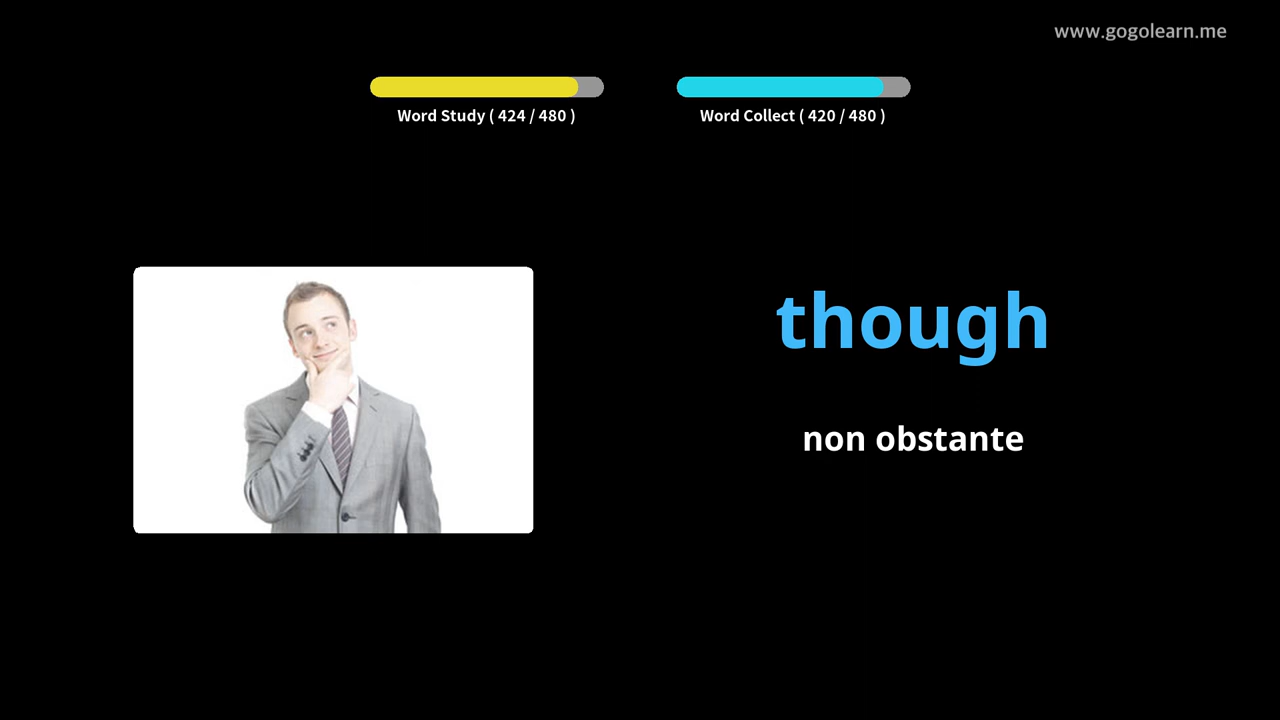 www.gogolearn.me
Word Study ( 424 / 480 )
Word Collect ( 420 / 480 )
though
non obstante